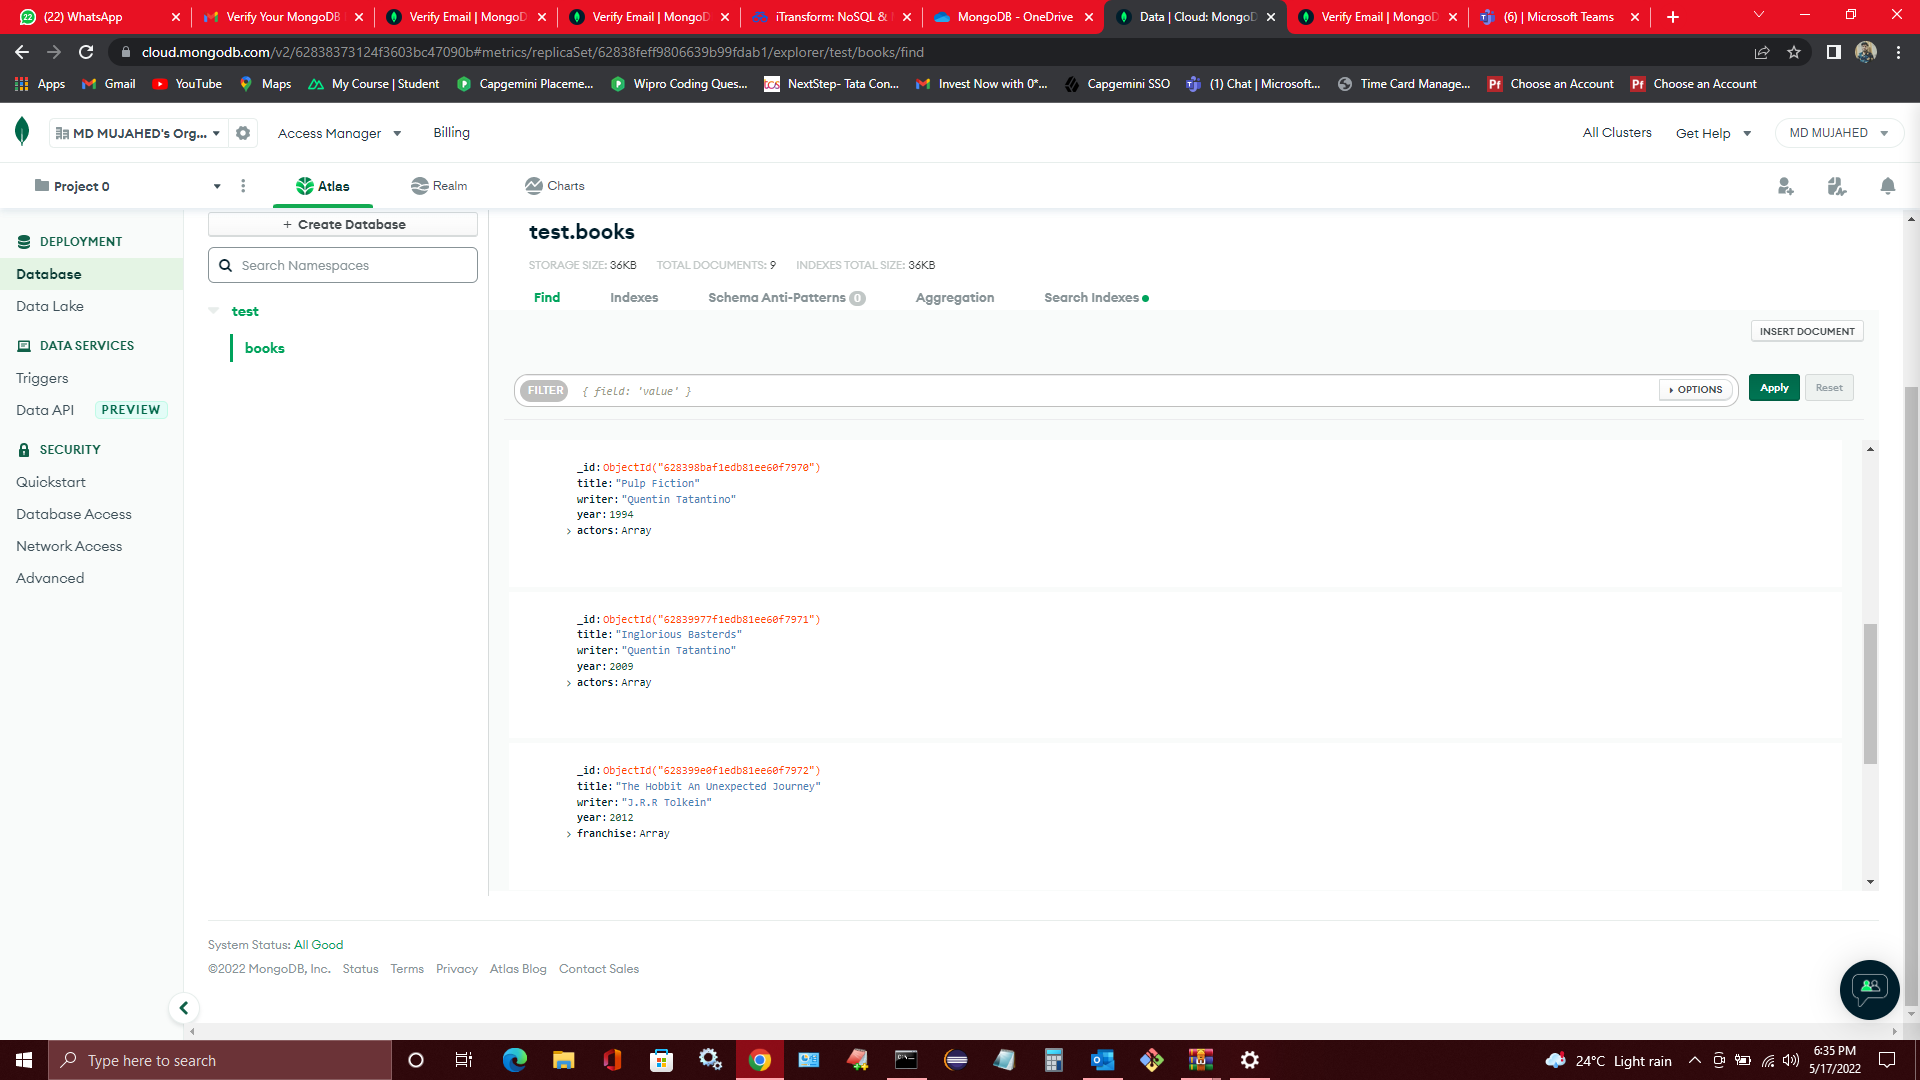 (22) WhatsApp
Verify Your MongoDB
Verify Email | MongoD
Verify Email | MongoD
iTransform: NoSQL &
MongoDB - OneDrive
Data | Cloud: MongoD
Verify Email | MongoD
(6) | Microsoft Teams
cloud.mongodb.com/v2/62838373124f3603bc47090b#metrics/replicaSet/62838feff9806639b99fdab1/explorer/test/books/find
Apps
Gmail
YouTube
Maps
My Course | Student
Capgemini Placeme...
Wipro Coding Ques...
NextStep- Tata Con...
Invest Now with 0*...
Capgemini SSO
(1) Chat | Microsoft...
Time Card Manage...
Choose an Account
Choose an Account
MD MUJAHED's Org...
Access Manager
Billing
All Clusters
Get Help
MD MUJAHED
Project 0
Atlas
Realm
Charts
DEPLOYMENT
Database
Data Lake
DATA SERVICES
Triggers
Data API PREVIEW
SECURITY
Quickstart
Database Access
Network Access
Advanced
+ Create Database
Search Namespaces
test
books
test.books
STORAGE SIZE: 36KB TOTAL DOCUMENTS: 9 INDEXES TOTAL SIZE: 36KB
Find Indexes Schema Anti-Patterns 0 Aggregation Search Indexes
INSERT DOCUMENT
FILTER { field: 'value' } OPTIONS Apply Reset
_id: ObjectId("628398baf1edb81ee60f7970")
title: "Pulp Fiction"
writer: "Quentin Tatantino"
year: 1994
actors: Array
_id: ObjectId("62839977f1edb81ee60f7971")
title: "Inglorious Basterds"
writer: "Quentin Tatantino"
year: 2009
actors: Array
_id: ObjectId("628399e0f1edb81ee60f7972")
title: "The Hobbit An Unexpected Journey"
writer: "J.R.R Tolkein"
year: 2012
franchise: Array
System Status: All Good
©2022 MongoDB, Inc. Status Terms Privacy Atlas Blog Contact Sales
Type here to search
24°C Light rain
6:35 PM
5/17/2022